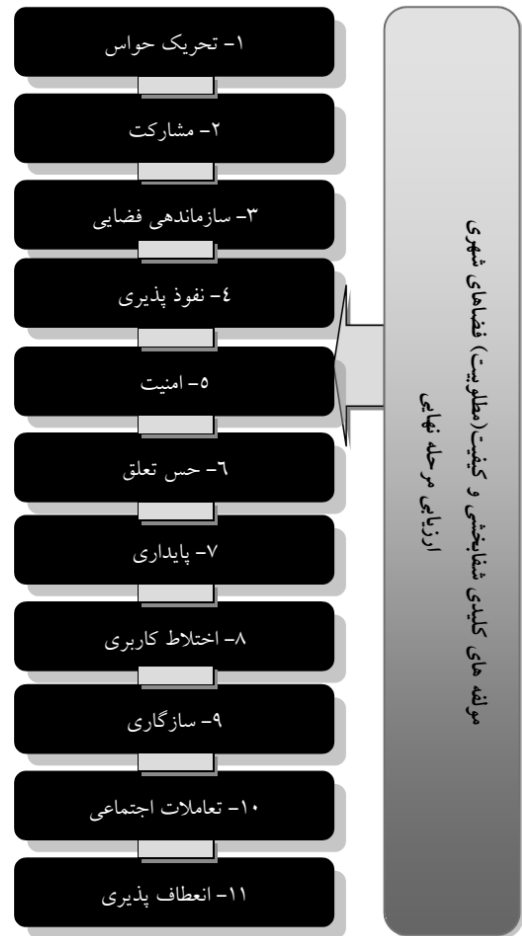 مولفه های کلیدی شفابخشی و کیفیت(مطلوبیت) فضاهای شهری
ارزیابی مرحله نهایی
۱- تحریک حواس
۲- مشارکت
۳- سازماندهی فضایی
٤- نفوذ پذیری
٥- امنیت
٦- حس تعلق
۷- پایداری
۸- اختلاط کاربری
۹- سازگاری
۱۰- تعاملات اجتماعی
۱۱- انعطاف پذیری